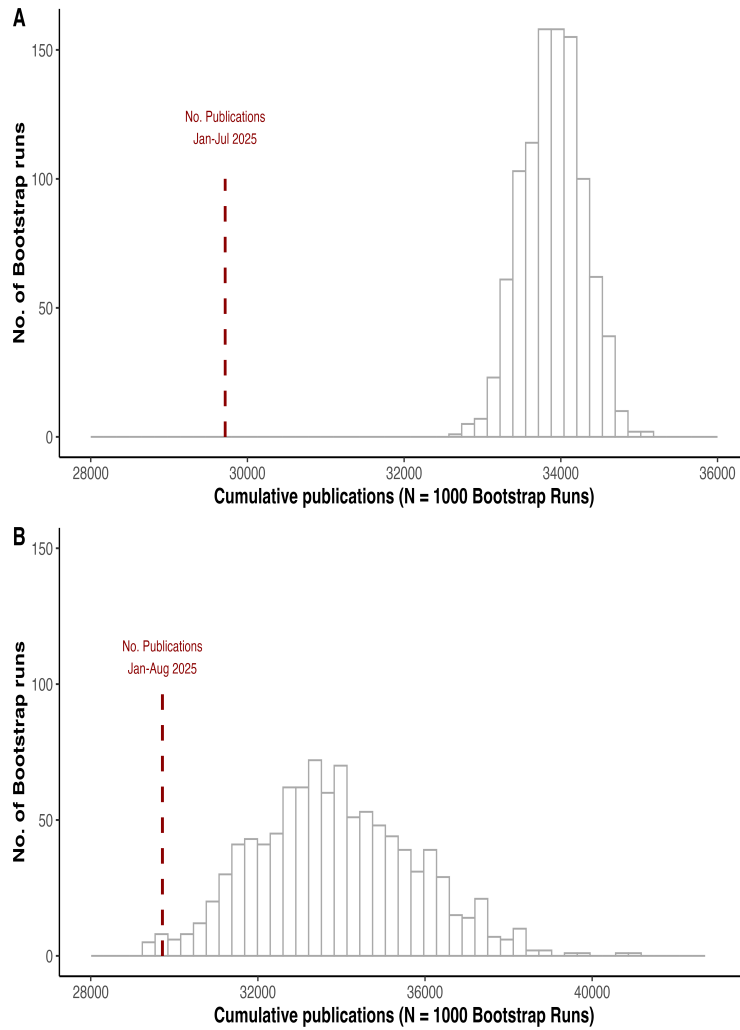 A
150
100
50
0
No. of Bootstrap runs
No. Publications
Jan-Jul 2025
28000 30000 32000 34000 36000
Cumulative publications (N = 1000 Bootstrap Runs)
B
150
100
50
0
No. of Bootstrap runs
No. Publications
Jan-Aug 2025
28000 32000 36000 40000
Cumulative publications (N = 1000 Bootstrap Runs)